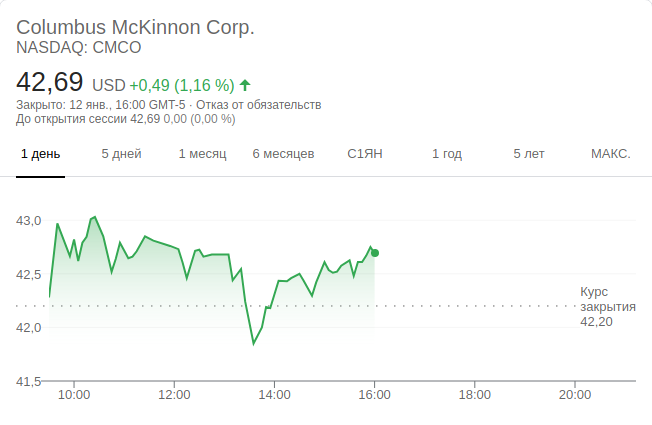 Columbus McKinnon Corp.
NASDAQ: CMCO
42,69 USD +0,49 (1,16 %)
Закрыто: 12 янв., 16:00 GMT-5 · Отказ от обязательств
До открытия сессии 42,69 0,00 (0,00 %)
1 день 5 дней 1 месяц 6 месяцев С1ЯН 1 год 5 лет МАКС.
43,0
42,5
Курс
закрытия
42,20
42,0
41,5
10:00 12:00 14:00 16:00 18:00 20:00